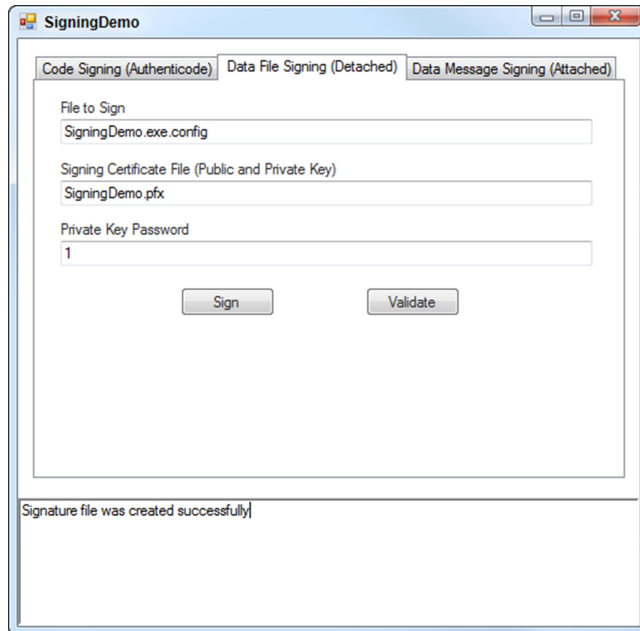 SigningDemo
Code Signing (Authenticode) Data File Signing (Detached) Data Message Signing (Attached)
File to Sign
SigningDemo.exe.config
Signing Certificate File (Public and Private Key)
SigningDemo.pfx
Private Key Password
1
Sign Validate
Signature file was created successfully